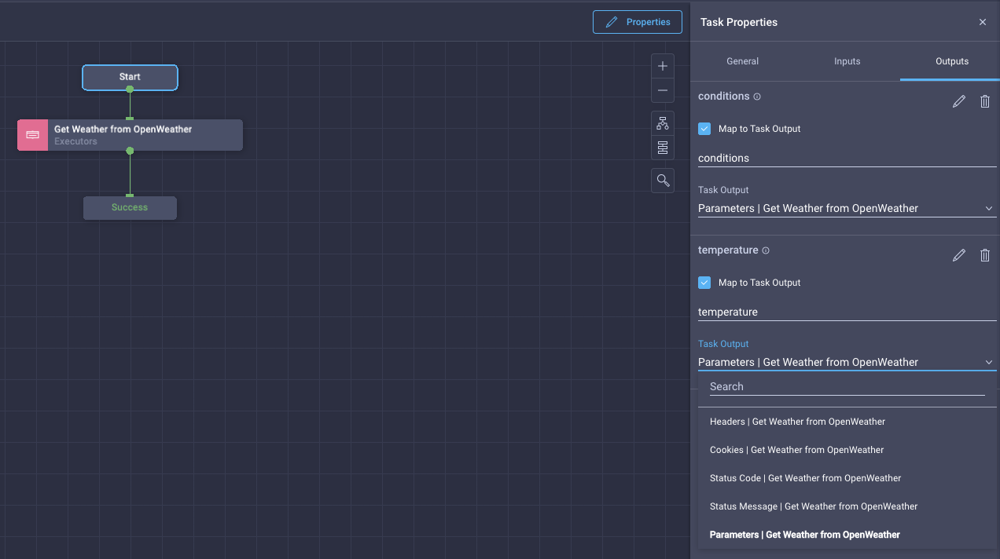 Properties
Start
Get Weather from OpenWeather
Executors
Success
Task Properties
General Inputs Outputs
conditions
Map to Task Output
conditions
Task Output
Parameters | Get Weather from OpenWeather
temperature
Map to Task Output
temperature
Task Output
Parameters | Get Weather from OpenWeather
Search
Headers | Get Weather from OpenWeather
Cookies | Get Weather from OpenWeather
Status Code | Get Weather from OpenWeather
Status Message | Get Weather from OpenWeather
Parameters | Get Weather from OpenWeather